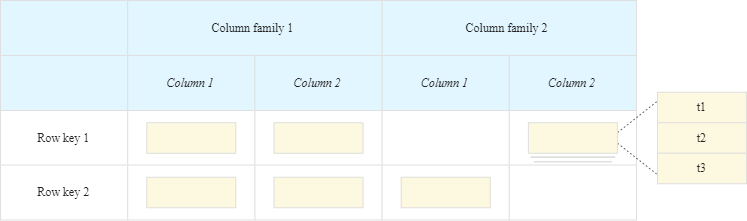 Column family 1
Column family 2
Column 1
Column 2
Column 1
Column 2
Row key 1
t1
t2
t3
Row key 2